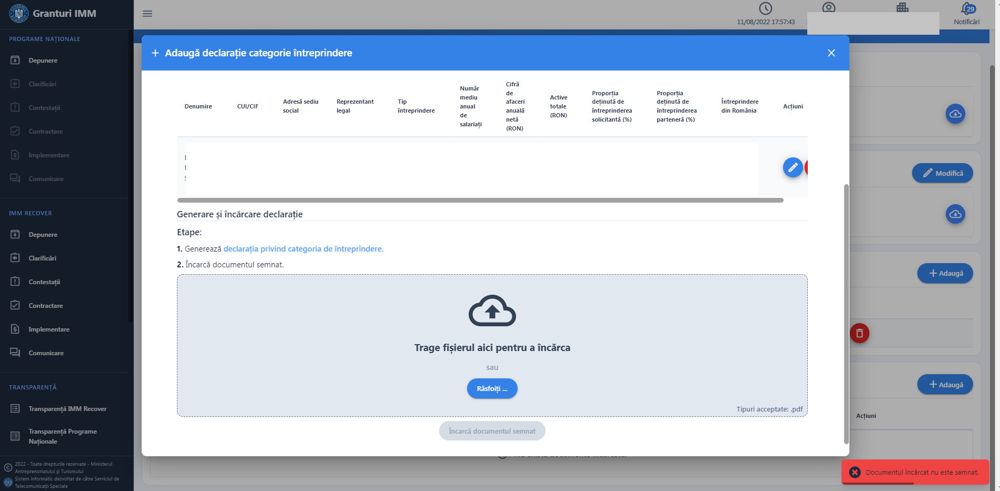 Granturi IMM
PROGRAME NAȚIONALE
Depunere
Clarificări
Contestații
Contractare
Implementare
Comunicare
IMM RECOVER
Depunere
Clarificări
Contestații
Contractare
Implementare
Comunicare
TRANSPARENȚĂ
Transparență IMM Recover
Transparență Programe
Naționale
2022 - Toate drepturile rezervate - Ministerul
Antreprenoriatului și Turismului
Sistem informatic dezvoltat de către Serviciul de
Telecomunicații Speciale
11/08/2022 17:57:43
29
Notificări
Adaugă declarație categorie întreprindere
Denumire
CUI/CIF
Adresă sediu
social
Reprezentant
legal
Tip
întreprindere
Număr
mediu
anual
de
salariați
Cifră
de
afaceri
anuală
netă
(RON)
Active
totale
(RON)
Proporția
deținută de
întreprinderea
solicitantă (%)
Proporția
deținută de
întreprinderea
parteneră (%)
Întreprindere
din România
Acțiuni
Generare și încărcare declarație
Etape:
1. Generează declarația privind categoria de întreprindere.
2. Încarcă documentul semnat.
Trage fișierul aici pentru a încărca
sau
Răsfoiți ...
Tipuri acceptate: .pdf
Încarcă documentul semnat
Modifică
Adaugă
Adaugă
Acțiuni
Documentul încărcat nu este semnat.